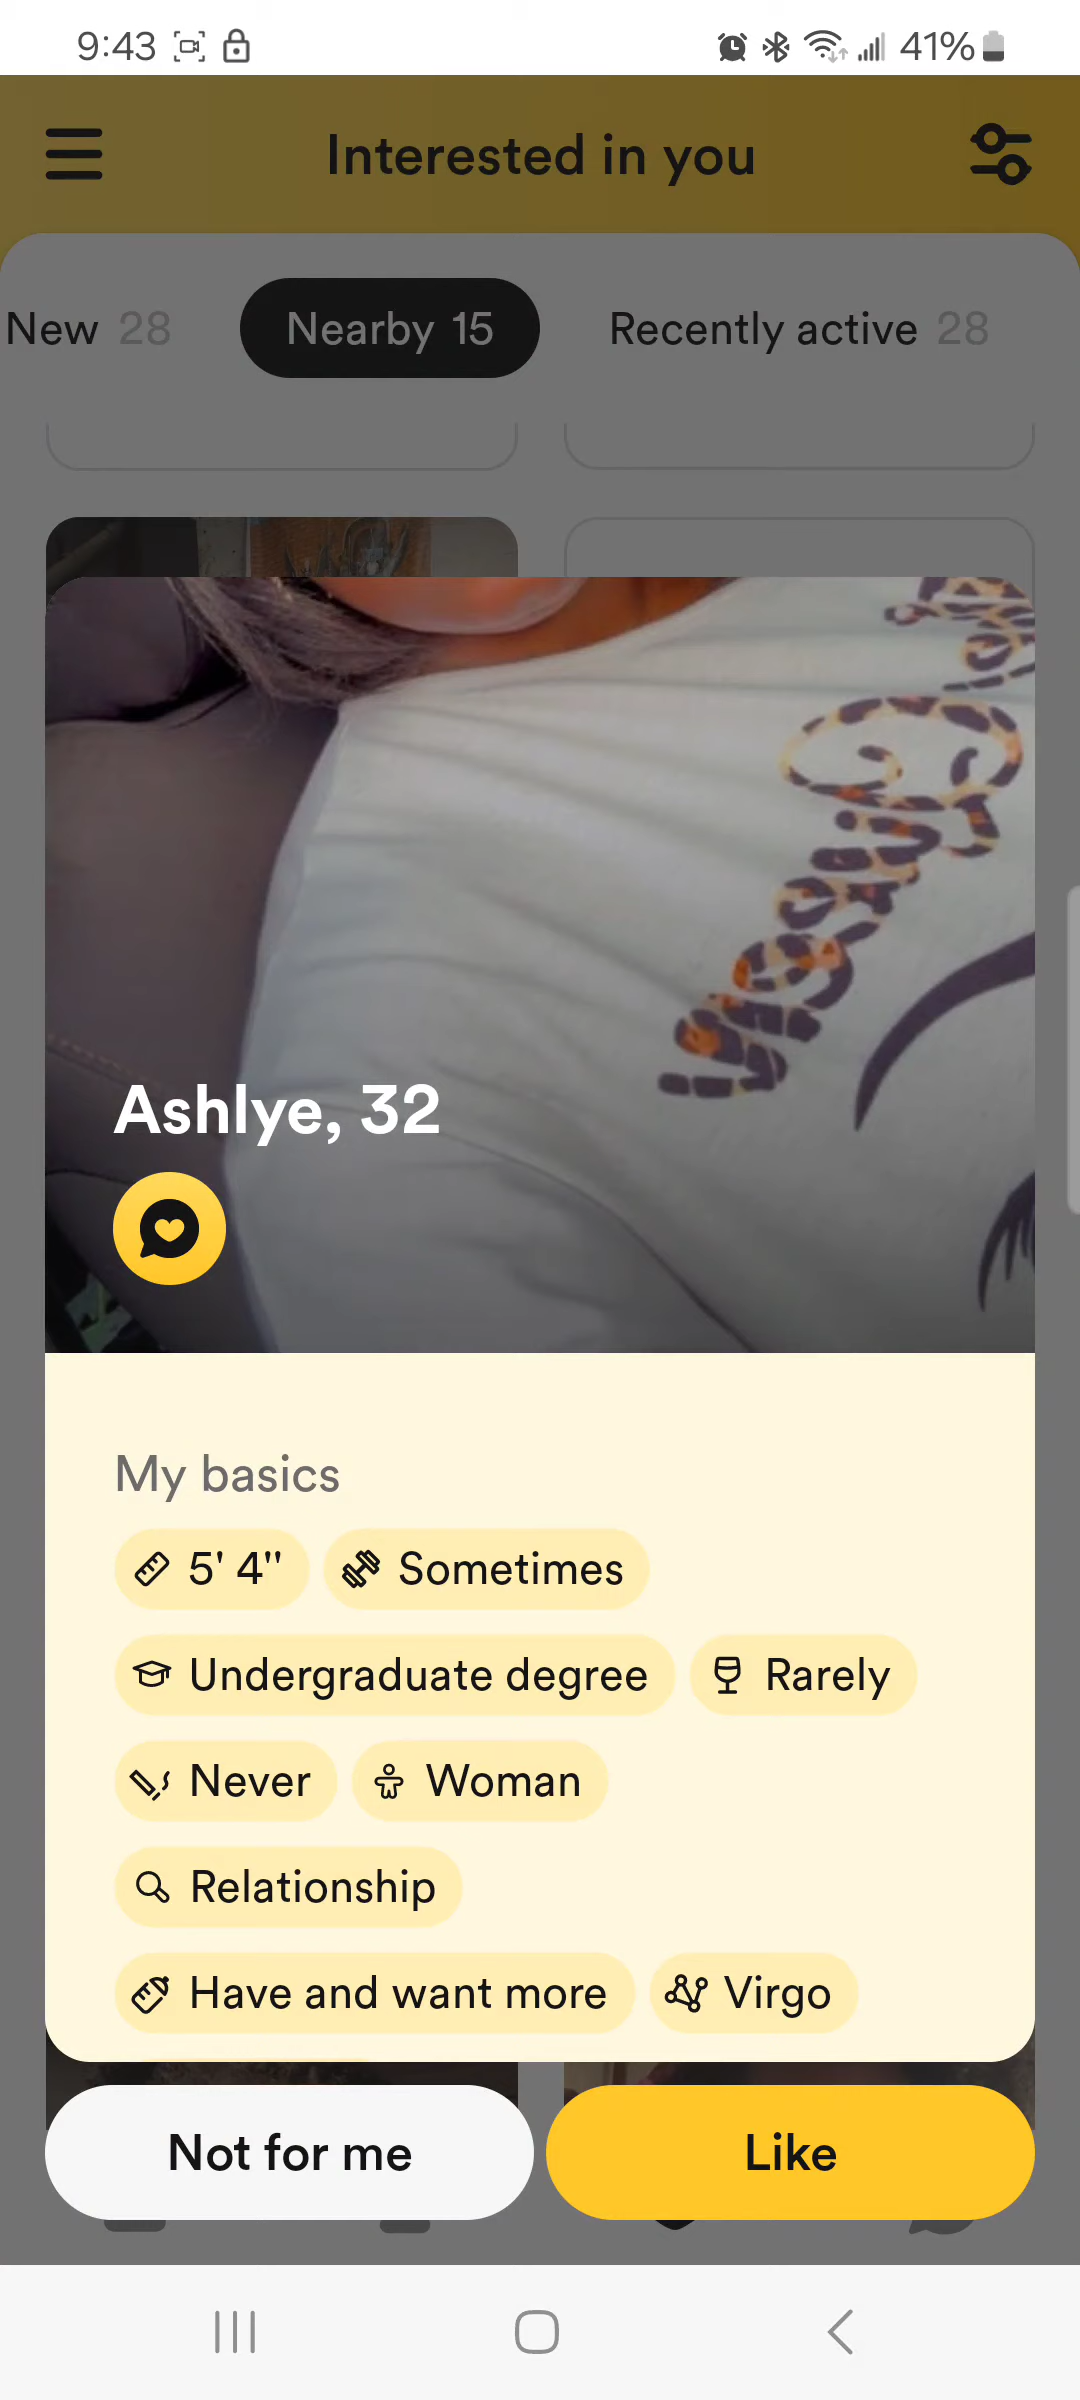 9:43 41%
Interested in you
New 28 Nearby 15 Recently active 28
Ashlye, 32
My basics
5' 4" Sometimes
Undergraduate degree Rarely
Never Woman
Relationship
Have and want more Virgo
Not for me Like